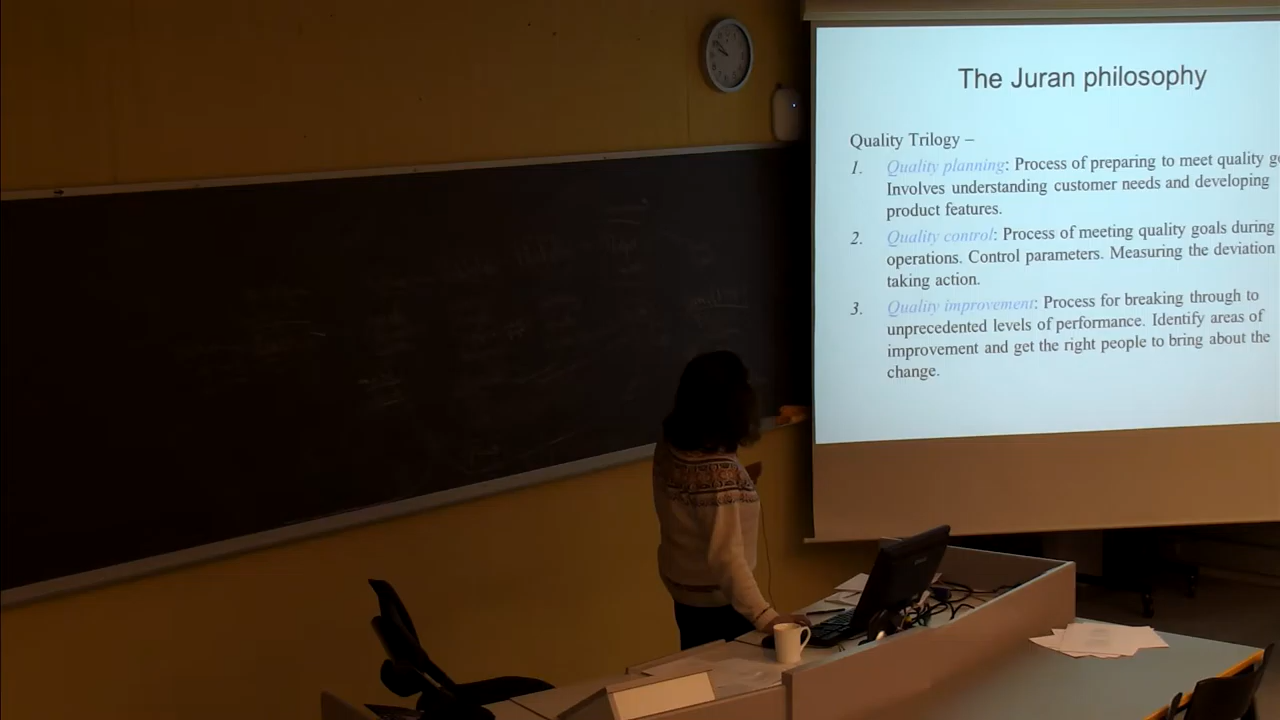 The Juran philosophy
Quality Trilogy –
1. Quality planning: Process of preparing to meet quality
Involves understanding customer needs and developing
product features.
2. Quality control: Process of meeting quality goals during
operations. Control parameters. Measuring the deviation
taking action.
3. Quality improvement: Process for breaking through to
unprecedented levels of performance. Identify areas of
improvement and get the right people to bring about the
change.